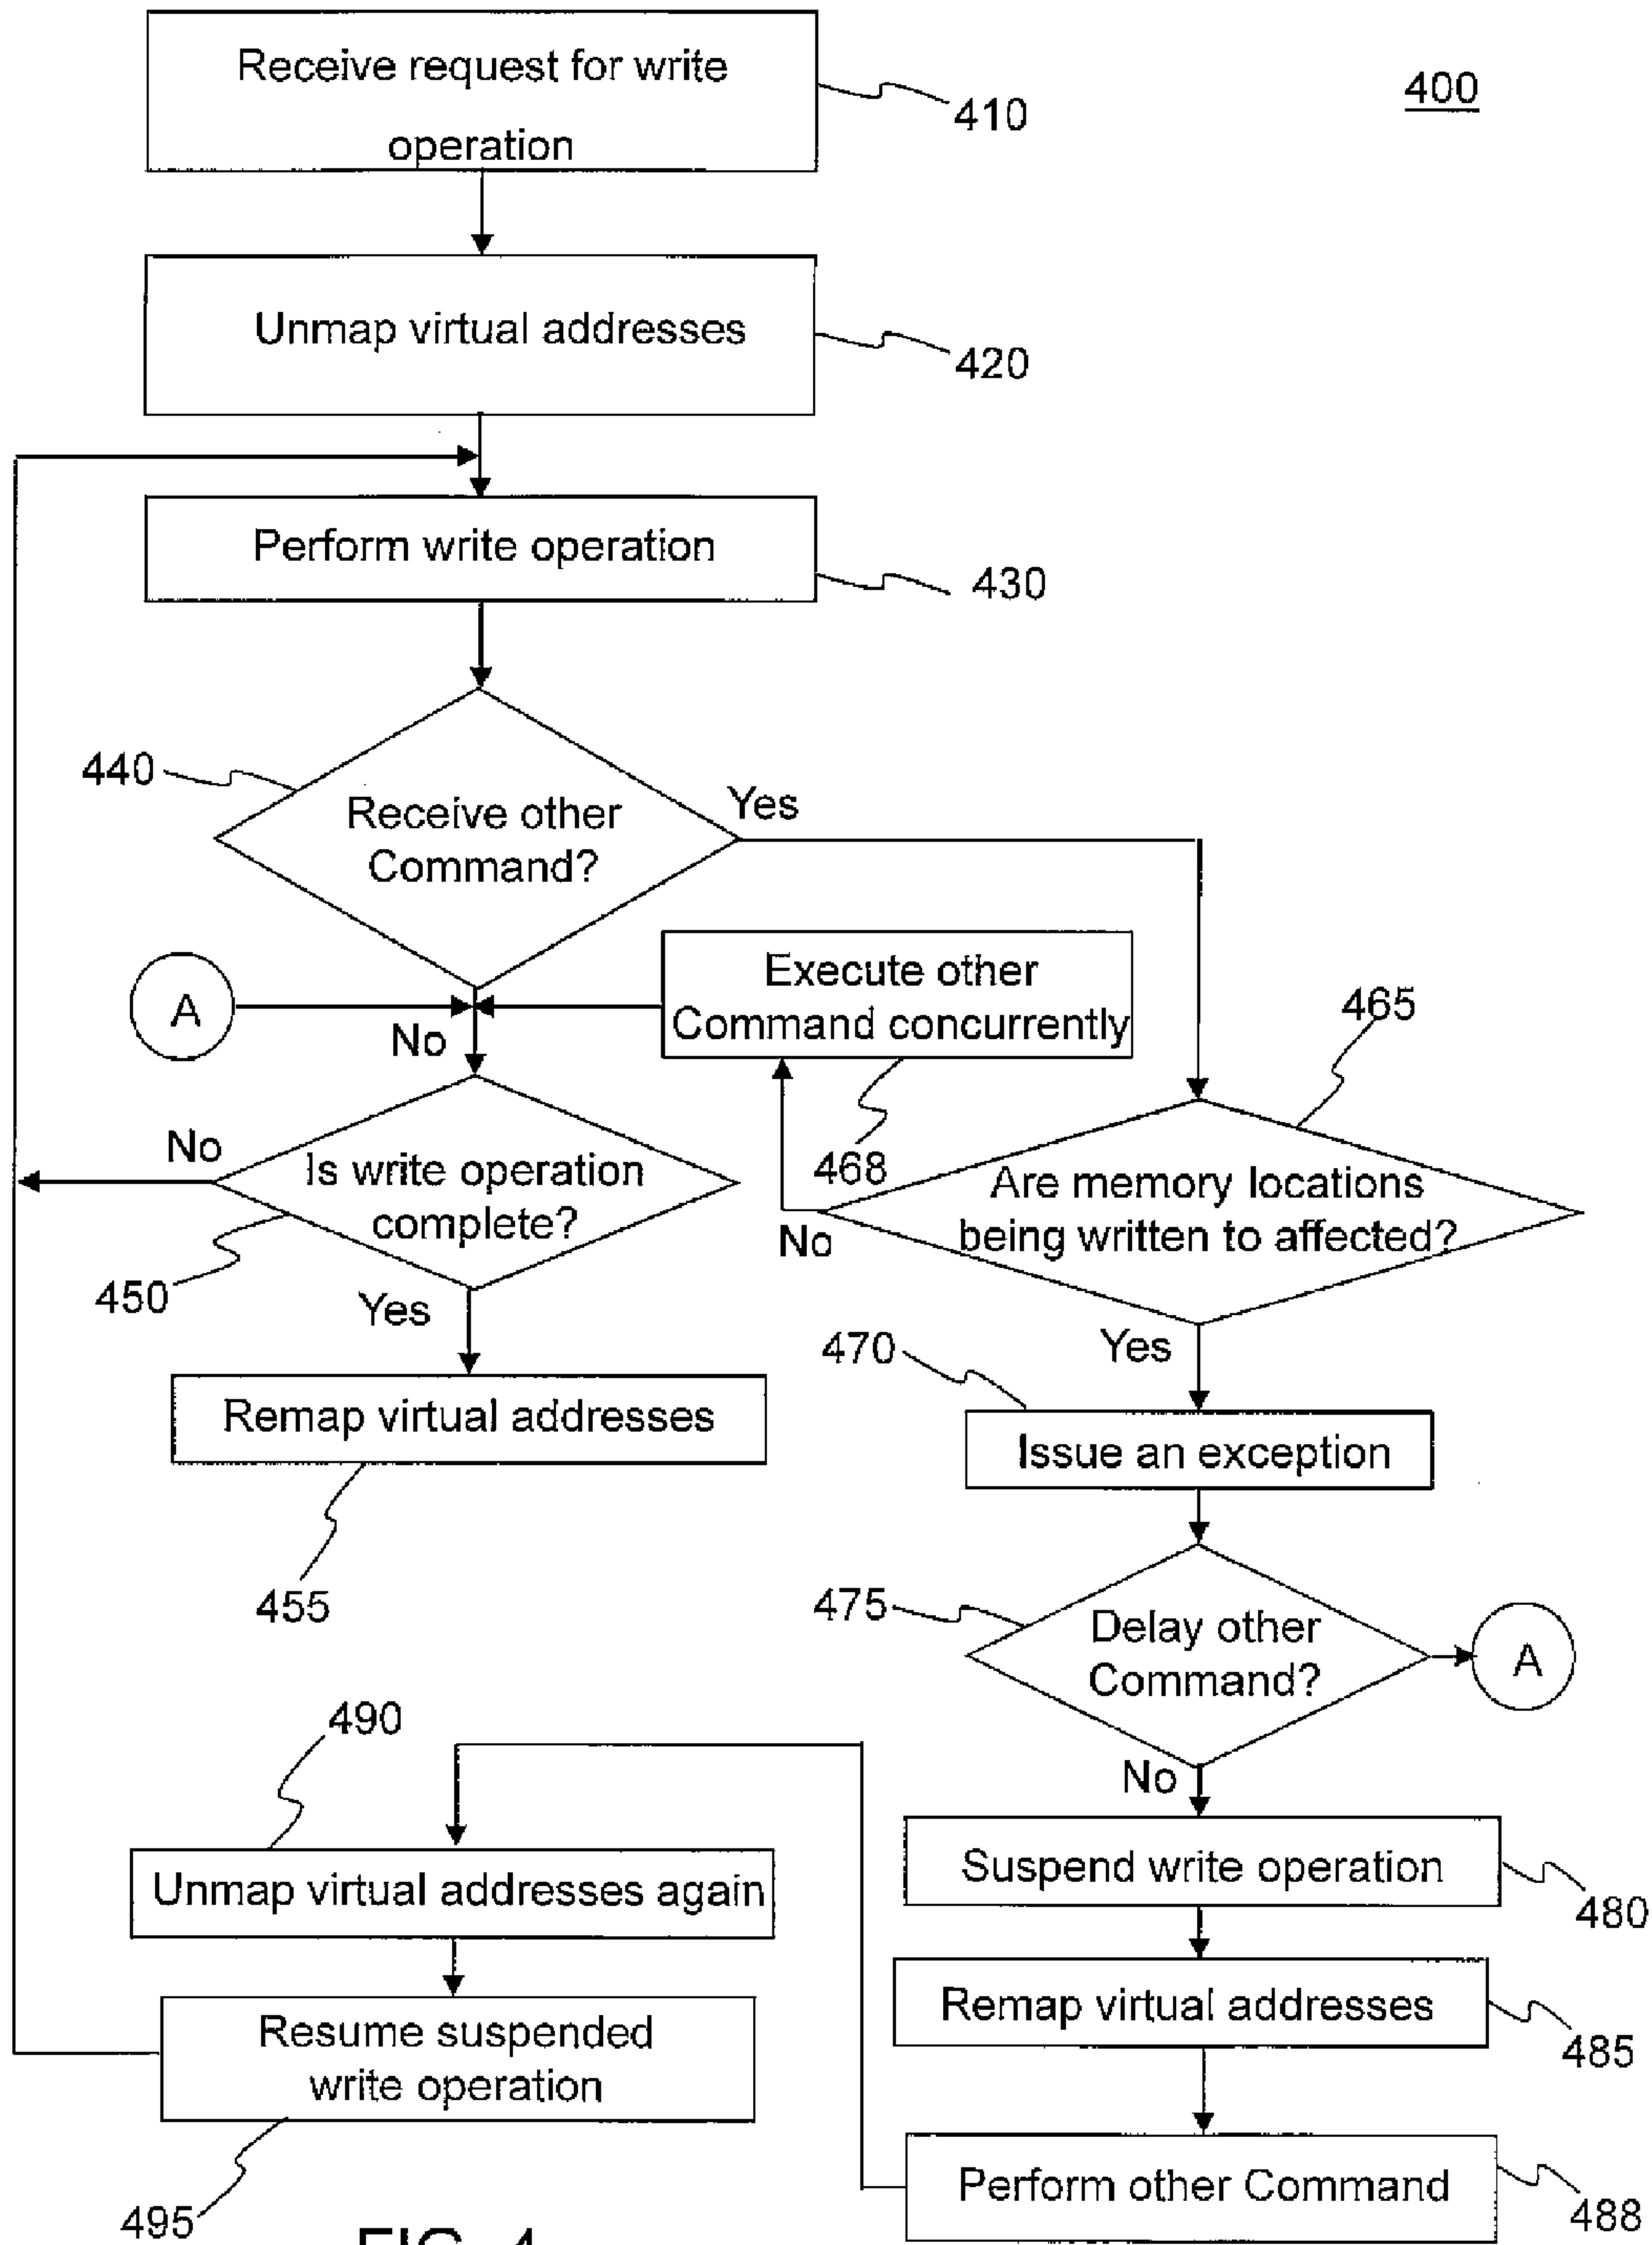 Receive request for write
operation
410
400
Unmap virtual addresses
420
Perform write operation
430
440
Receive other
Command?
Yes
A
No
Execute other
Command concurrently
468
465
No
Is write operation
complete?
450
Yes
No
Are memory locations
being written to affected?
Yes
Remap virtual addresses
455
470
Issue an exception
475
Delay other
Command?
A
No
490
Unmap virtual addresses again
Suspend write operation
480
Resume suspended
write operation
495
Remap virtual addresses
485
Perform other Command
488
FIG. 4